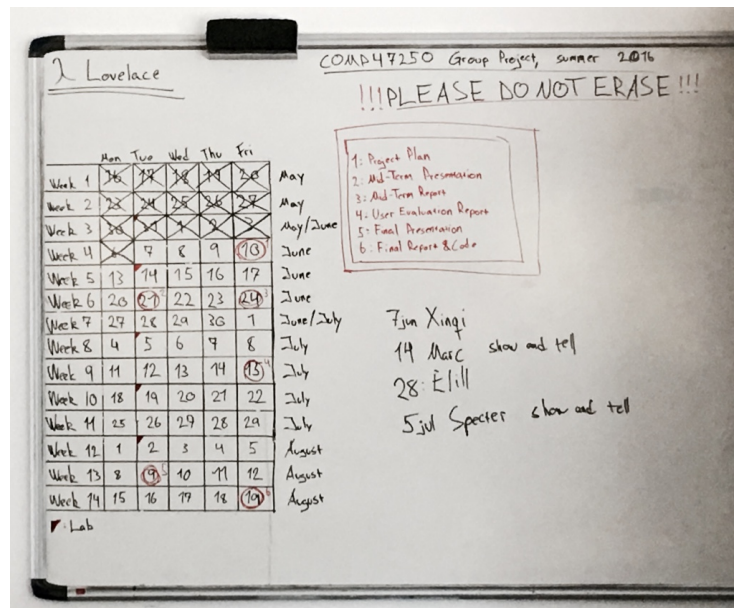 λ Lovelace
COMP47250 Group Project, summer 2016
!!!PLEASE DO NOT ERASE!!!
Mon Tue Wed Thu Fri
Week 1 16 17 18 19 20 May
Week 2 23 24 25 26 27 May
Week 3 30 31 1 2 3 May/June
Week 4 6 7 8 9 10 1 June
Week 5 13 14 15 16 17 June
Week 6 20 21 2 22 23 24 3 June
Week 7 27 28 29 30 1 June/July
Week 8 4 5 6 7 8 July
Week 9 11 12 13 14 15 4 July
Week 10 18 19 20 21 22 July
Week 11 25 26 27 28 29 July
Week 12 1 2 3 4 5 August
Week 13 8 9 5 10 11 12 August
Week 14 15 16 17 18 19 6 August
: Lab
1: Project Plan
2: Mid-Term Presentation
3: Mid-Term Report
4: User Evaluation Report
5: Final Presentation
6: Final Report & Code
7jun Xinqi
14 Marc show and tell
28: Elill
5jul Specter show and tell